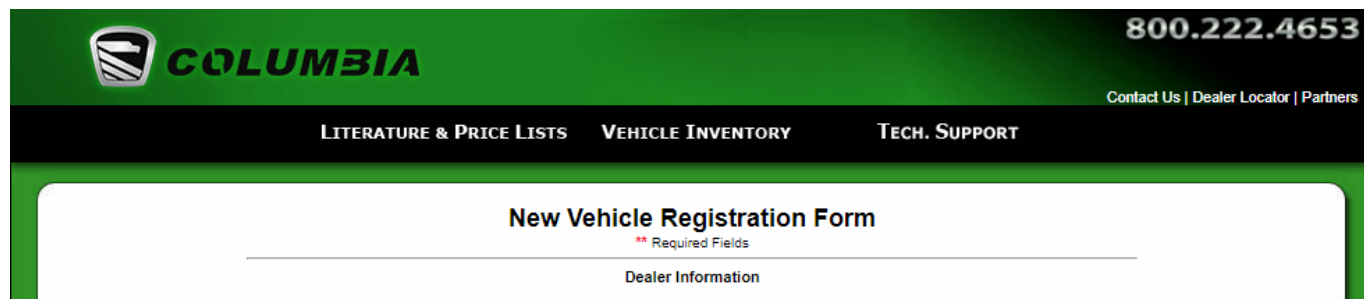 COLUMBIA
800.222.4653
Contact Us | Dealer Locator | Partners
LITERATURE & PRICE LISTS VEHICLE INVENTORY TECH. SUPPORT
New Vehicle Registration Form
** Required Fields
Dealer Information